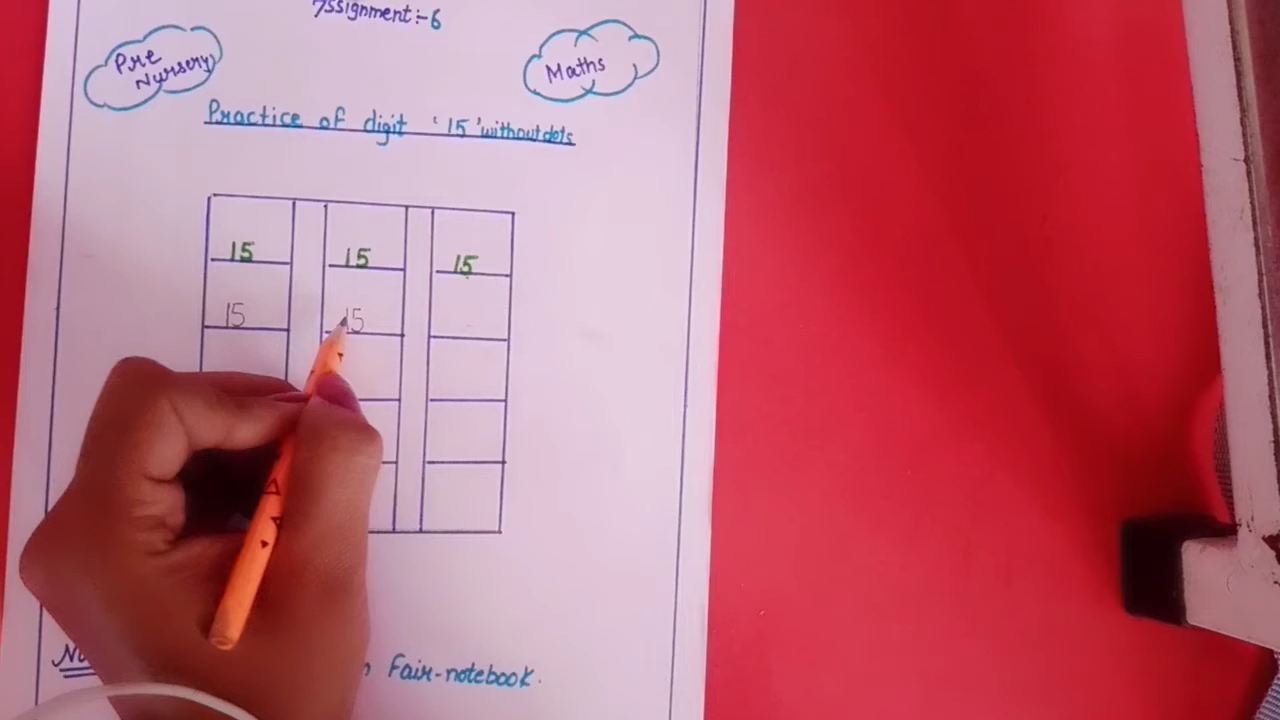 Assignment:-6
Pre
Nursery
Maths
Practice of digit '15' without dots
15 15 15
15 15
Fair-notebook.